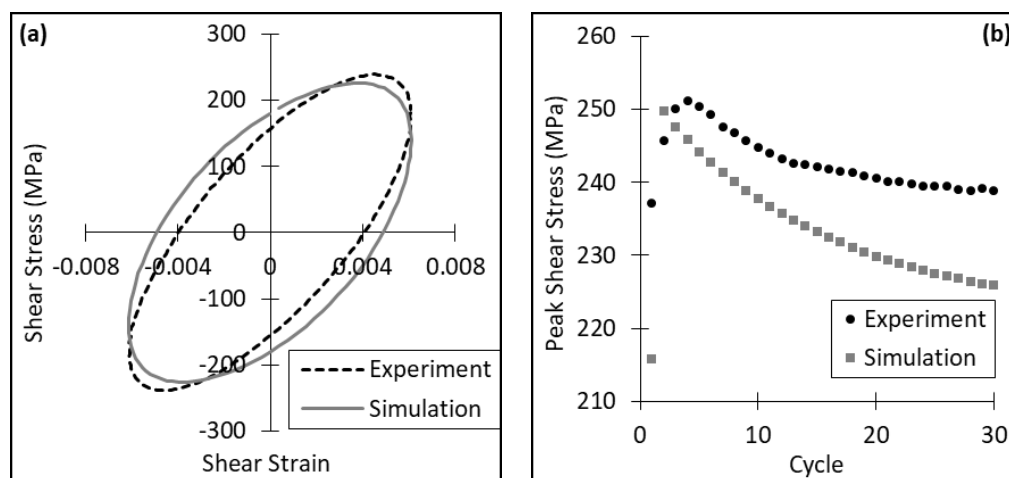 (a)
300
200
100
0
-100
-200
-300
-0.008
-0.004
0
0.004
0.008
Shear Stress (MPa)
Shear Strain
Experiment
Simulation
(b)
260
250
240
230
220
210
0
10
20
30
Peak Shear Stress (MPa)
Cycle
Experiment
Simulation